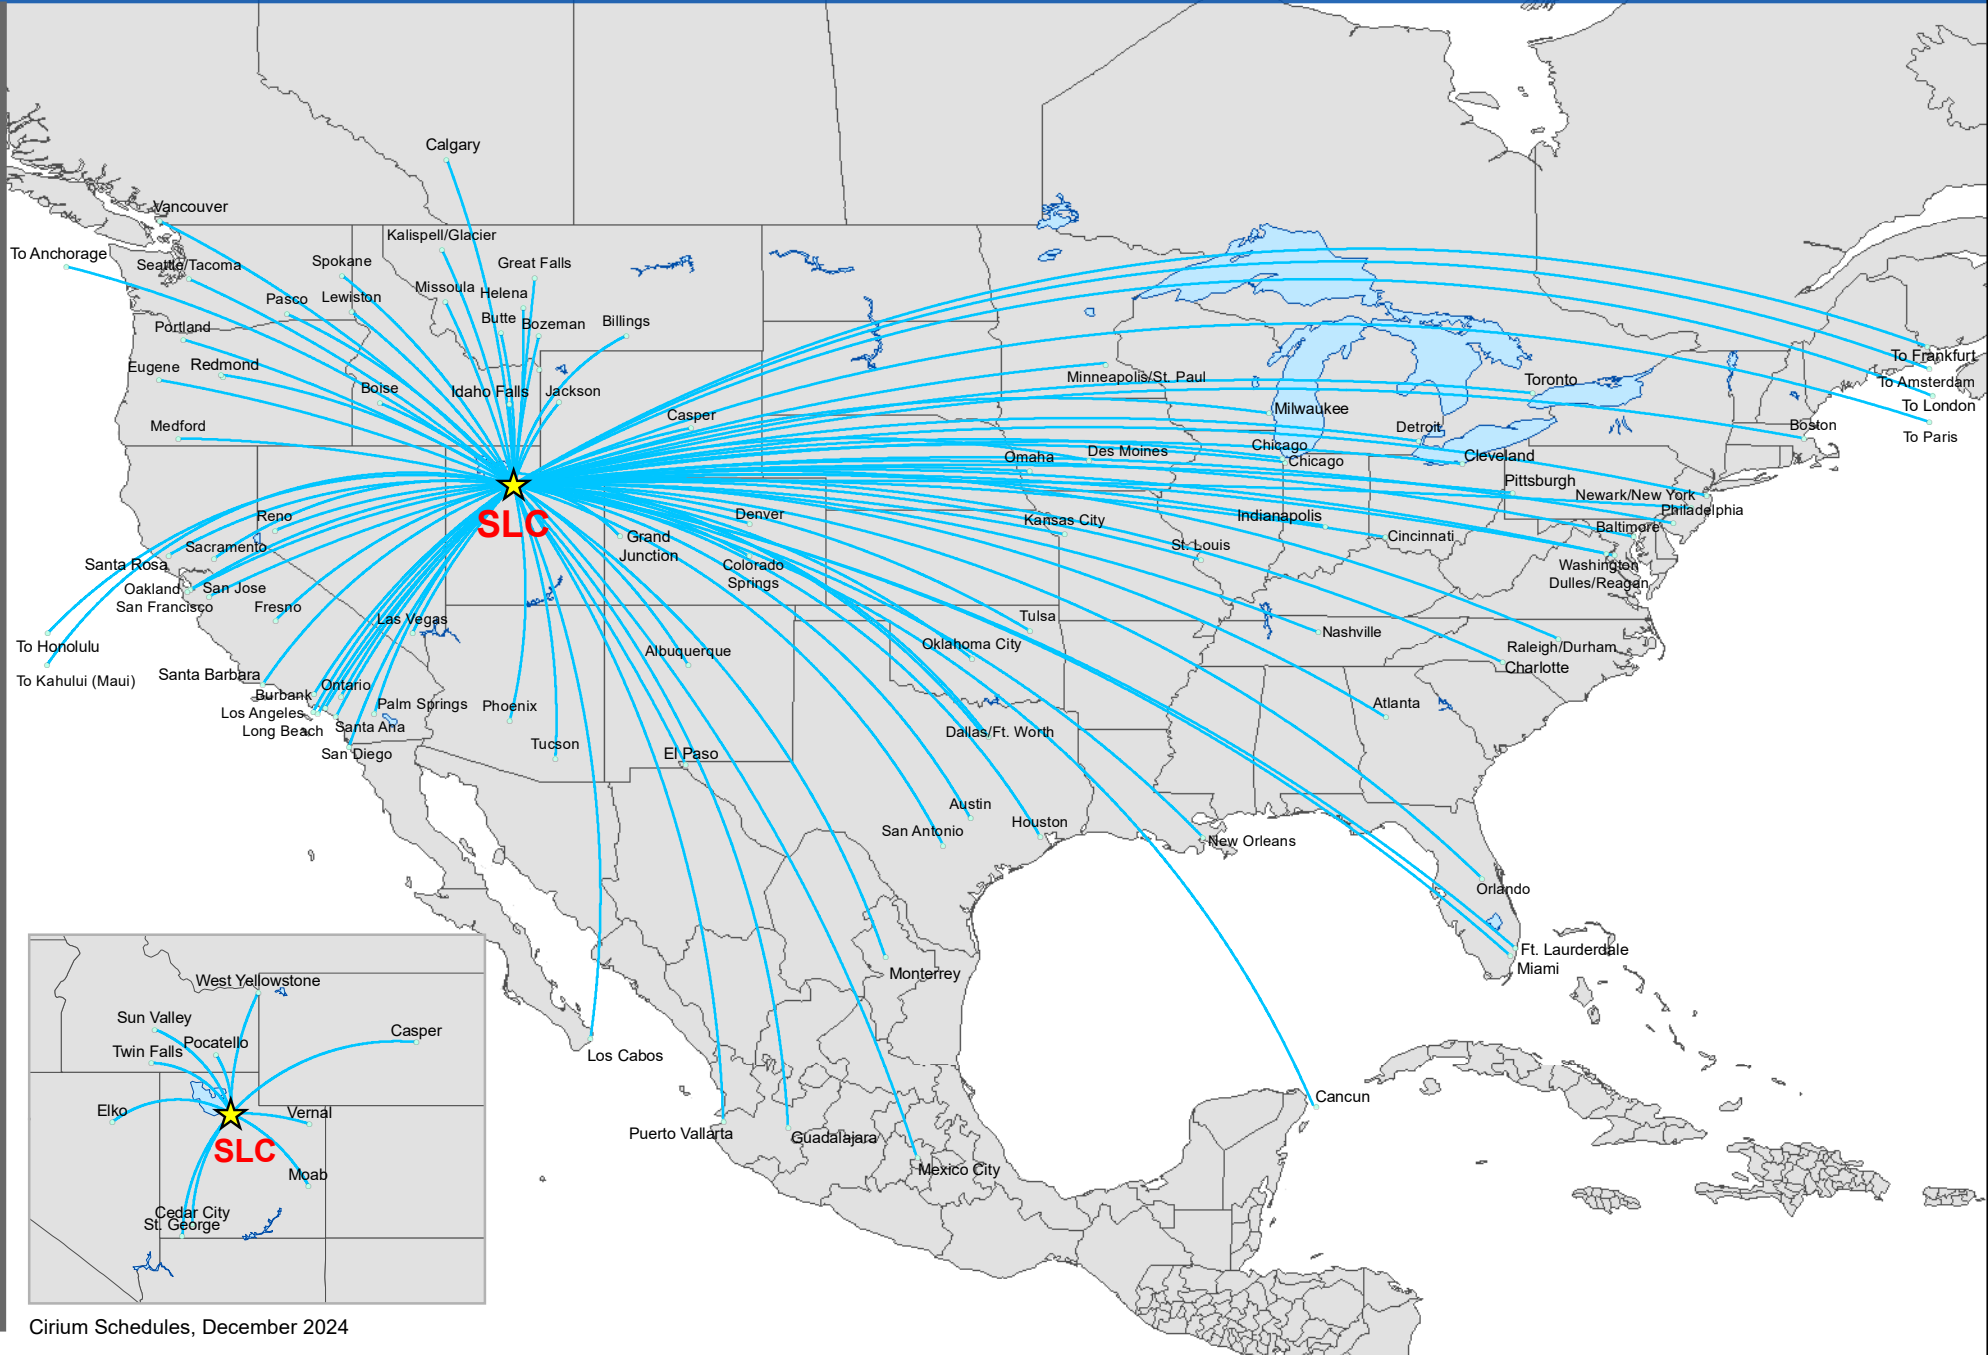 Calgary
Vancouver
Kalispell/Glacier
To Anchorage
Seattle/Tacoma
Spokane
Great Falls
Missoula
Helena
Pasco
Lewiston
Butte
Bozeman
Billings
Portland
Eugene
Redmond
Boise
Idaho Falls
Jackson
Casper
Medford
Minneapolis/St. Paul
Milwaukee
Toronto
To Frankfurt
To Amsterdam
To London
To Paris
Boston
Detroit
Chicago
Chicago
Cleveland
Omaha
Des Moines
Pittsburgh
Newark/New York
Philadelphia
Baltimore
SLC
Reno
Denver
Grand
Junction
Kansas City
Indianapolis
Cincinnati
St. Louis
Washington
Dulles/Reagan
Santa Rosa
Sacramento
Colorado
Springs
Oakland
San Jose
San Francisco
Fresno
Las Vegas
Tulsa
Nashville
Oklahoma City
Albuquerque
Raleigh/Durham
Charlotte
To Honolulu
To Kahului (Maui)
Santa Barbara
Burbank
Ontario
Los Angeles
Palm Springs
Long Beach
Santa Ana
San Diego
Phoenix
Tucson
El Paso
Dallas/Ft. Worth
Atlanta
Austin
San Antonio
Houston
New Orleans
Orlando
Ft. Laurderdale
Miami
Monterrey
Los Cabos
Cancun
Puerto Vallarta
Guadalajara
Mexico City
West Yellowstone
Sun Valley
Pocatello
Twin Falls
Casper
Elko
Vernal
SLC
Moab
Cedar City
St. George
Cirium Schedules, December 2024